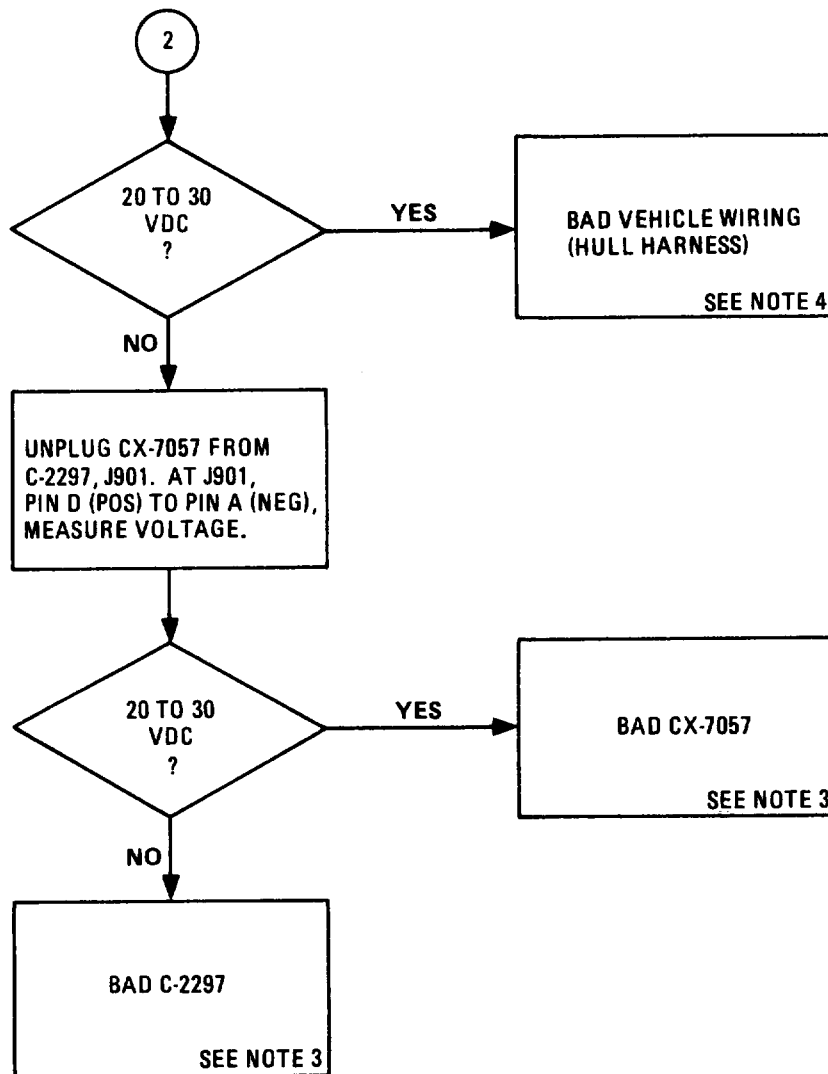 2
20 TO 30
VDC
?
YES
BAD VEHICLE WIRING
(HULL HARNESS)
SEE NOTE 4
NO
UNPLUG CX-7057 FROM
C-2297, J901. AT J901,
PIN D (POS) TO PIN A (NEG),
MEASURE VOLTAGE.
20 TO 30
VDC
?
YES
BAD CX-7057
SEE NOTE 3
NO
BAD C-2297
SEE NOTE 3